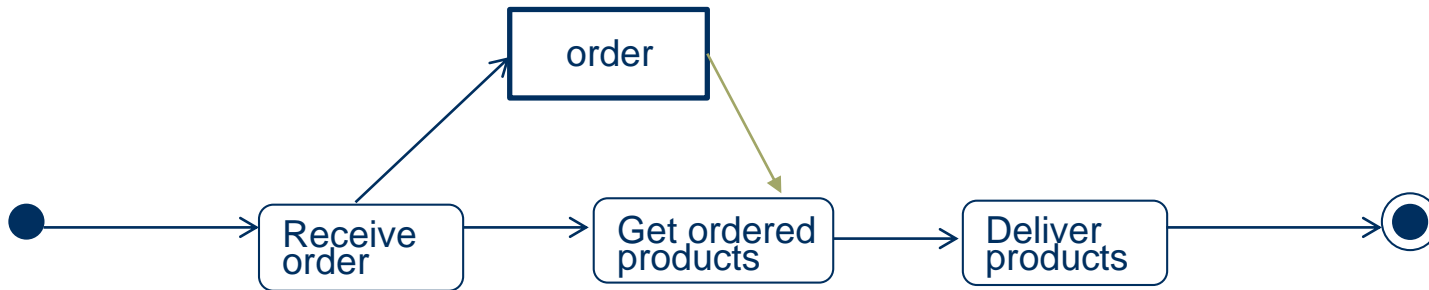 order
Receive
order
Get ordered
products
Deliver
products